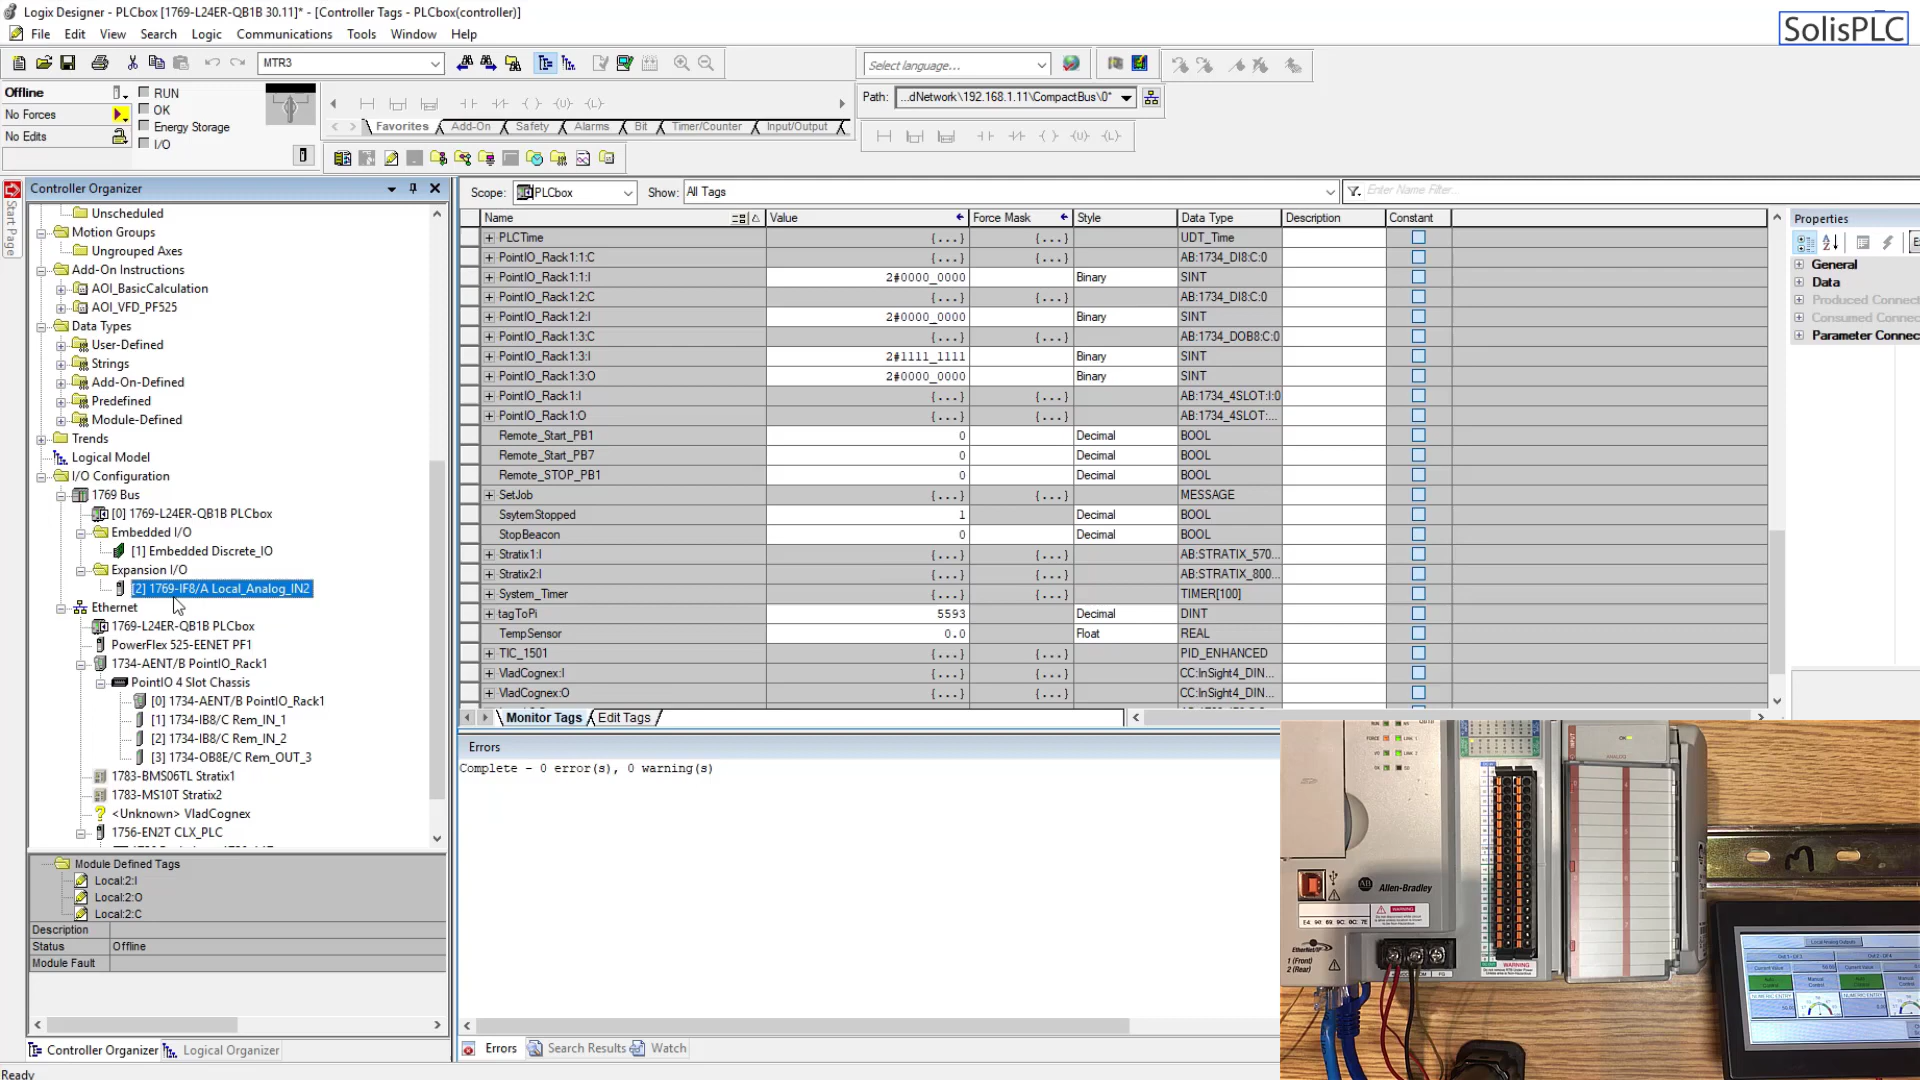 Logix Designer - PLCbox [1769-L24ER-QB1B 30.11]* - [Controller Tags - PLCbox(controller)]
SolisPLC
File Edit View Search Logic Communications Tools Window Help
MTR3
Select language...
Offline
RUN
No Forces
OK
Energy Storage
No Edits
I/O
Path: ...dNetwork\192.168.1.11\CompactBus\0*
Favorites Add-On Safety Alarms Bit Timer/Counter Input/Output
Start Page
Controller Organizer
Unscheduled
Motion Groups
Ungrouped Axes
Add-On Instructions
AOI_BasicCalculation
AOI_VFD_PF525
Data Types
User-Defined
Strings
Add-On-Defined
Predefined
Module-Defined
Trends
Logical Model
I/O Configuration
1769 Bus
[0] 1769-L24ER-QB1B PLCbox
Embedded I/O
[1] Embedded Discrete_IO
Expansion I/O
[2] 1769-IF8/A Local_Analog_IN2
Ethernet
1769-L24ER-QB1B PLCbox
PowerFlex 525-EENET PF1
1734-AENT/B PointIO_Rack1
PointIO 4 Slot Chassis
[0] 1734-AENT/B PointIO_Rack1
[1] 1734-IB8/C Rem_IN_1
[2] 1734-IB8/C Rem_IN_2
[3] 1734-OB8E/C Rem_OUT_3
1783-BMS06TL Stratix1
1783-MS10T Stratix2
<Unknown> VladCognex
1756-EN2T CLX_PLC
Module Defined Tags
Local:2:I
Local:2:O
Local:2:C
Description
Status Offline
Module Fault
Controller Organizer Logical Organizer
Ready
Scope: PLCbox Show: All Tags Enter Name Filter...
Name Value Force Mask Style Data Type Description Constant
PLCTime {...} {...} UDT_Time
PointIO_Rack1:1:C {...} {...} AB:1734_DI8:C:0
PointIO_Rack1:1:I 2#0000_0000 Binary SINT
PointIO_Rack1:2:C {...} {...} AB:1734_DI8:C:0
PointIO_Rack1:2:I 2#0000_0000 Binary SINT
PointIO_Rack1:3:C {...} {...} AB:1734_DOB8:C:0
PointIO_Rack1:3:I 2#1111_1111 Binary SINT
PointIO_Rack1:3:O 2#0000_0000 Binary SINT
PointIO_Rack1:I {...} {...} AB:1734_4SLOT:I:0
PointIO_Rack1:O {...} {...} AB:1734_4SLOT:...
Remote_Start_PB1 0 Decimal BOOL
Remote_Start_PB7 0 Decimal BOOL
Remote_STOP_PB1 0 Decimal BOOL
SetJob {...} {...} MESSAGE
SsytemStopped 1 Decimal BOOL
StopBeacon 0 Decimal BOOL
Stratix1:I {...} {...} AB:STRATIX_570...
Stratix2:I {...} {...} AB:STRATIX_800...
System_Timer {...} {...} TIMER[100]
tagToPi 5593 Decimal DINT
TempSensor 0.0 Float REAL
TIC_1501 {...} {...} PID_ENHANCED
VladCognex:I {...} {...} CC:InSight4_DIN...
VladCognex:O {...} {...} CC:InSight4_DIN...
Monitor Tags Edit Tags
Properties
General
Data
Produced Connect
Consumed Connect
Parameter Connec
Errors
Complete - 0 error(s), 0 warning(s)
Errors Search Results Watch
Allen-Bradley
WARNING
EtherNet/IP
1 (Front)
2 (Rear)
WARNING
Local Analog Outputs